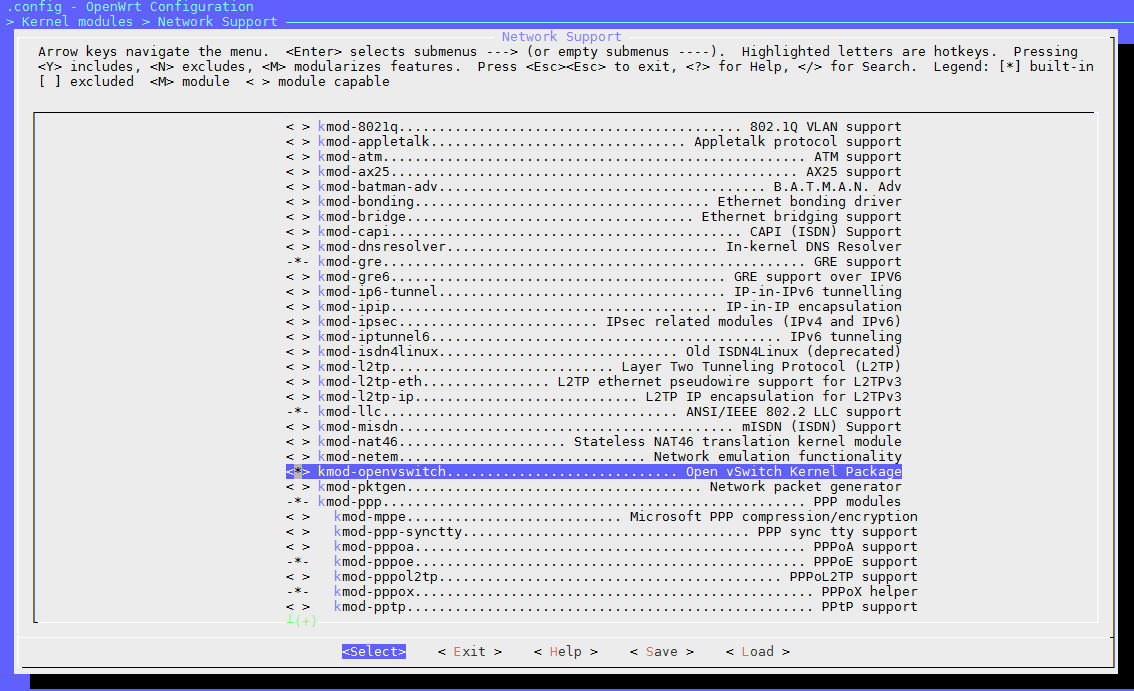 .config - OpenWrt Configuration
> Kernel modules > Network Support
Network Support
Arrow keys navigate the menu.  <Enter> selects submenus ---> (or empty submenus ----).  Highlighted letters are hotkeys.  Pressing
<Y> includes, <N> excludes, <M> modularizes features.  Press <Esc><Esc> to exit, <?> for Help, </> for Search.  Legend: [*] built-in
[ ] excluded  <M> module  < > module capable
< > kmod-8021q........................................... 802.1Q VLAN support
< > kmod-appletalk................................ Appletalk protocol support
< > kmod-atm..................................................... ATM support
< > kmod-ax25................................................... AX25 support
< > kmod-batman-adv......................................... B.A.T.M.A.N. Adv
< > kmod-bonding................................... Ethernet bonding driver
< > kmod-bridge.................................... Ethernet bridging support
< > kmod-capi............................................ CAPI (ISDN) Support
< > kmod-dnsresolver.................................. In-kernel DNS Resolver
-*- kmod-gre..................................................... GRE support
< > kmod-gre6.......................................... GRE support over IPV6
< > kmod-ip6-tunnel.................................... IP-in-IPv6 tunnelling
< > kmod-ipip......................................... IP-in-IP encapsulation
< > kmod-ipsec......................... IPsec related modules (IPv4 and IPv6)
< > kmod-iptunnel6............................................ IPv6 tunneling
< > kmod-isdn4linux.............................. Old ISDN4Linux (deprecated)
< > kmod-l2tp............................ Layer Two Tunneling Protocol (L2TP)
< > kmod-l2tp-eth................ L2TP ethernet pseudowire support for L2TPv3
< > kmod-l2tp-ip............................ L2TP IP encapsulation for L2TPv3
-*- kmod-llc..................................... ANSI/IEEE 802.2 LLC support
< > kmod-misdn.......................................... mISDN (ISDN) Support
< > kmod-nat46..................... Stateless NAT46 translation kernel module
< > kmod-netem............................... Network emulation functionality
<*> kmod-openvswitch............................. Open vSwitch Kernel Package
< > kmod-pktgen..................................... Network packet generator
-*- kmod-ppp..................................................... PPP modules
< >   kmod-mppe........................... Microsoft PPP compression/encryption
< >   kmod-ppp-synctty.................................... PPP sync tty support
< >   kmod-pppoa................................................. PPPoA support
-*-   kmod-pppoe................................................. PPPoE support
< >   kmod-pppol2tp........................................... PPPoL2TP support
-*-   kmod-pppox.................................................. PPPoX helper
< >   kmod-pptp................................................... PPtP support
┴(+)
<Select>    < Exit >    < Help >    < Save >    < Load >